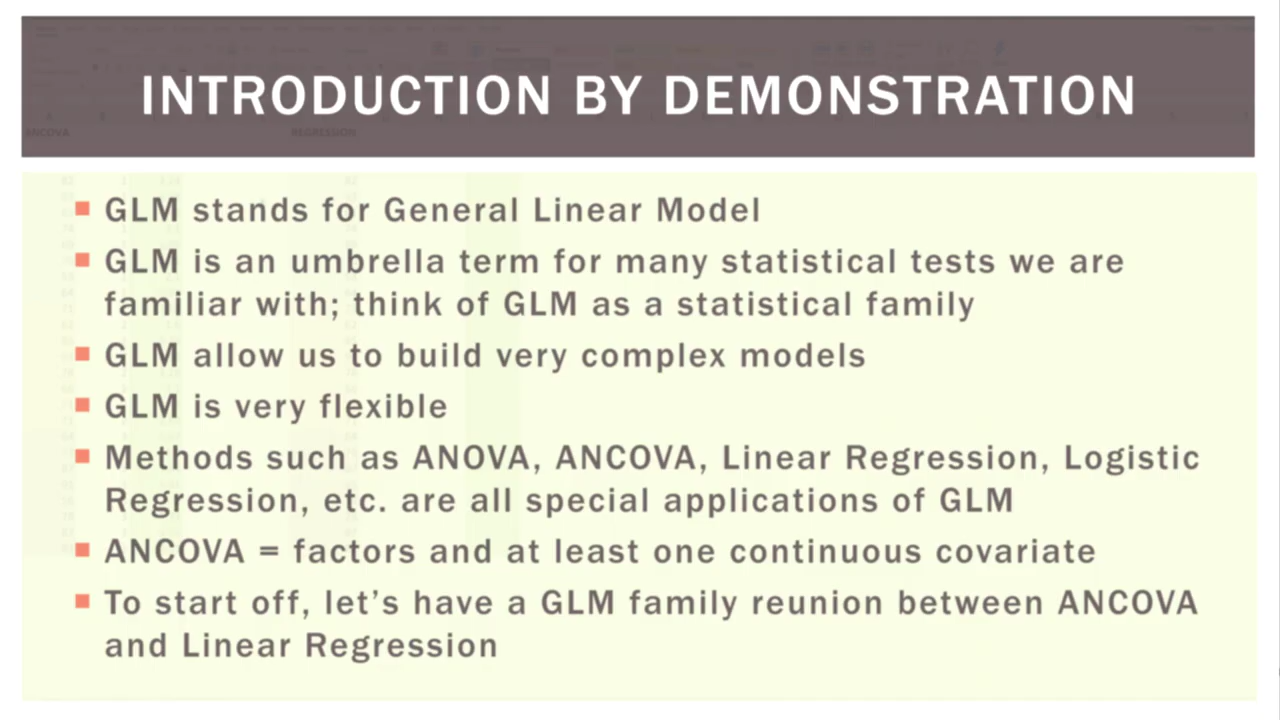 INTRODUCTION BY DEMONSTRATION
ANCOVA REGRESSION
GLM stands for General Linear Model
GLM is an umbrella term for many statistical tests we are
familiar with; think of GLM as a statistical family
GLM allow us to build very complex models
GLM is very flexible
Methods such as ANOVA, ANCOVA, Linear Regression, Logistic
Regression, etc. are all special applications of GLM
ANCOVA = factors and at least one continuous covariate
To start off, let's have a GLM family reunion between ANCOVA
and Linear Regression